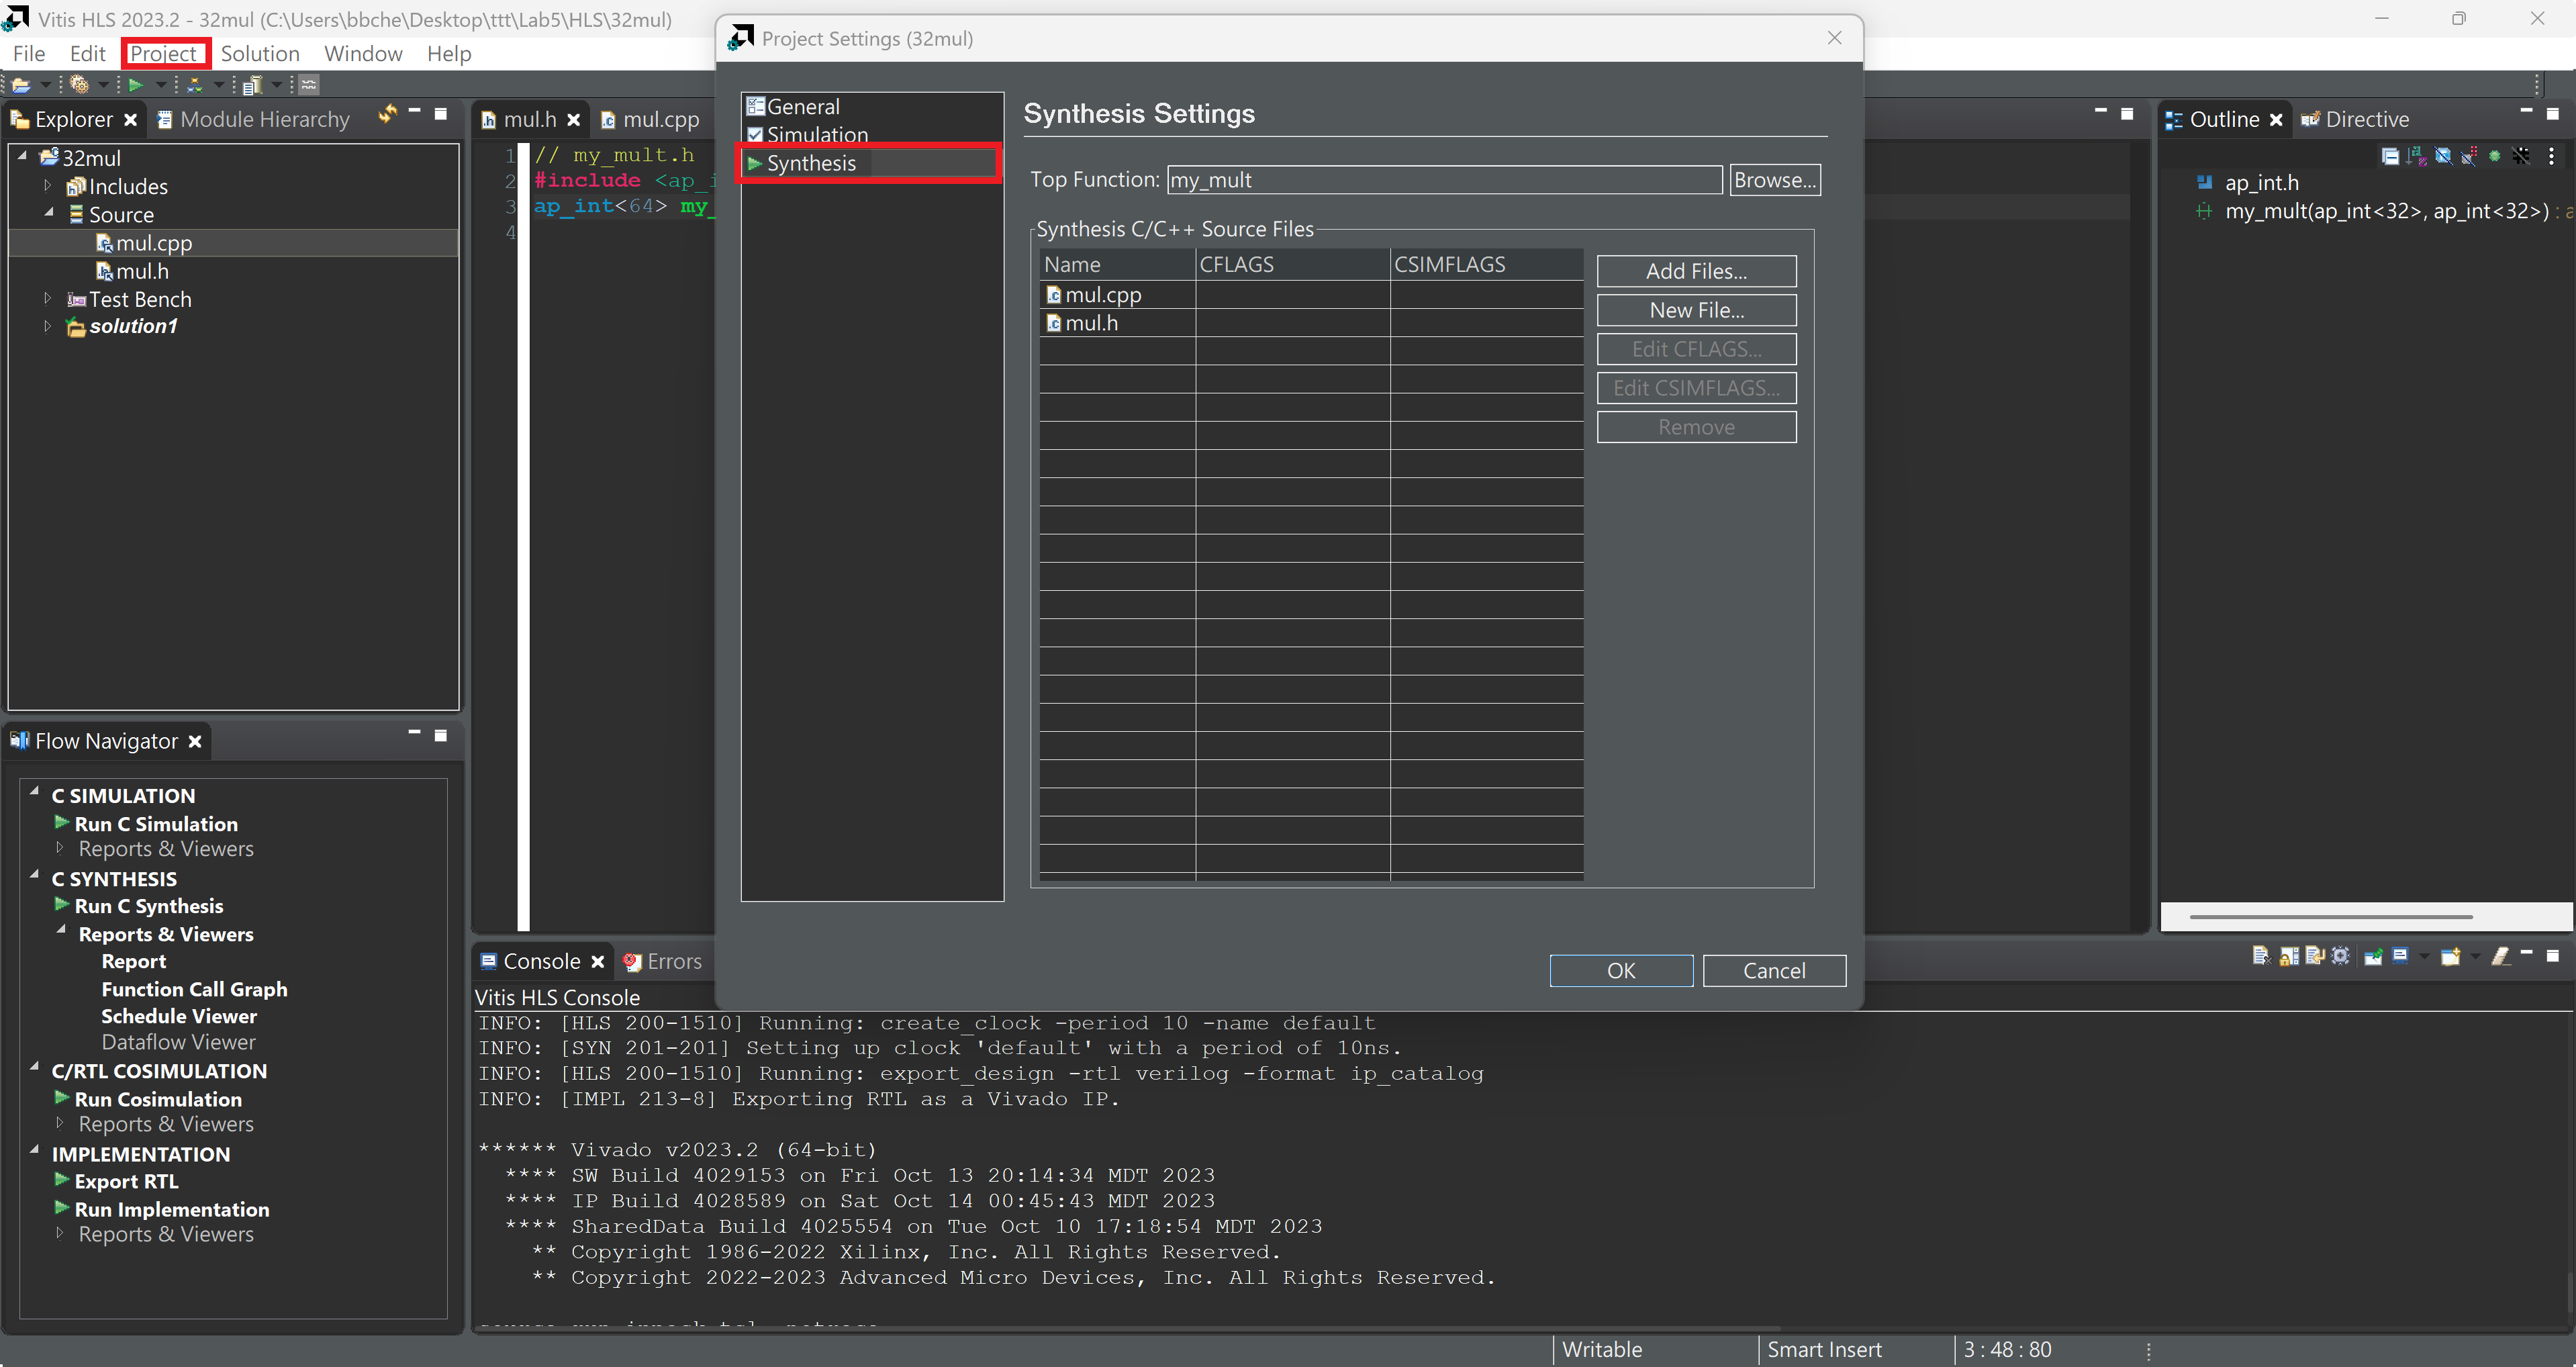 Vitis HLS 2023.2 - 32mul (C:\Users\bbche\Desktop\ttt\Lab5\HLS\32mul)
File Edit Project Solution Window Help
Explorer Module Hierarchy
32mul
Includes
Source
mul.cpp
mul.h
Test Bench
solution1
Flow Navigator
C SIMULATION
Run C Simulation
Reports & Viewers
C SYNTHESIS
Run C Synthesis
Reports & Viewers
Report
Function Call Graph
Schedule Viewer
Dataflow Viewer
C/RTL COSIMULATION
Run Cosimulation
Reports & Viewers
IMPLEMENTATION
Export RTL
Run Implementation
Reports & Viewers
mul.h mul.cpp
1 // my_mult.h
2 #include <ap_i
3 ap_int<64> my_
4
Project Settings (32mul)
General
Simulation
Synthesis
Synthesis Settings
Top Function: my_mult Browse...
Synthesis C/C++ Source Files
Name CFLAGS CSIMFLAGS
mul.cpp
mul.h
Add Files...
New File...
Edit CFLAGS...
Edit CSIMFLAGS...
Remove
OK Cancel
Outline Directive
ap_int.h
my_mult(ap_int<32>, ap_int<32>) : a
Console Errors
Vitis HLS Console
INFO: [HLS 200-1510] Running: create_clock -period 10 -name default
INFO: [SYN 201-201] Setting up clock 'default' with a period of 10ns.
INFO: [HLS 200-1510] Running: export_design -rtl verilog -format ip_catalog
INFO: [IMPL 213-8] Exporting RTL as a Vivado IP.
****** Vivado v2023.2 (64-bit)
**** SW Build 4029153 on Fri Oct 13 20:14:34 MDT 2023
**** IP Build 4028589 on Sat Oct 14 00:45:43 MDT 2023
**** SharedData Build 4025554 on Tue Oct 10 17:18:54 MDT 2023
** Copyright 1986-2022 Xilinx, Inc. All Rights Reserved.
** Copyright 2022-2023 Advanced Micro Devices, Inc. All Rights Reserved.
Writable Smart Insert 3 : 48 : 80